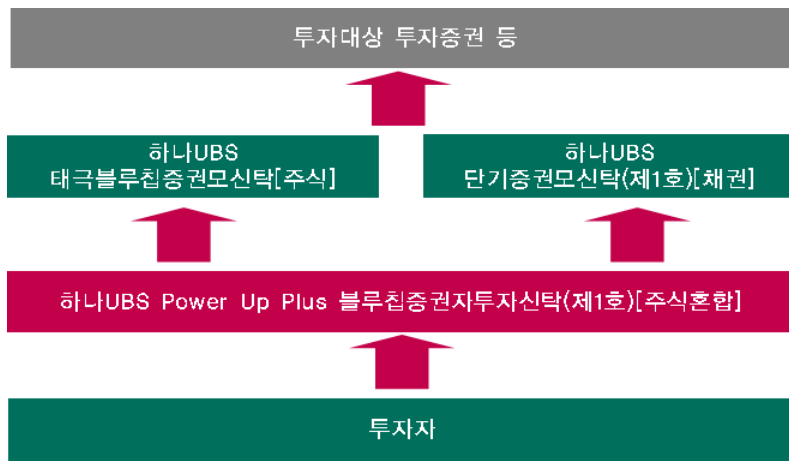 투자대상 투자증권 등
하나UBS
태극블루칩증권모신탁[주식]
하나UBS
단기증권모신탁(제1호)[채권]
하나UBS Power Up Plus 블루칩증권자투자신탁(제1호)[주식혼합]
투자자